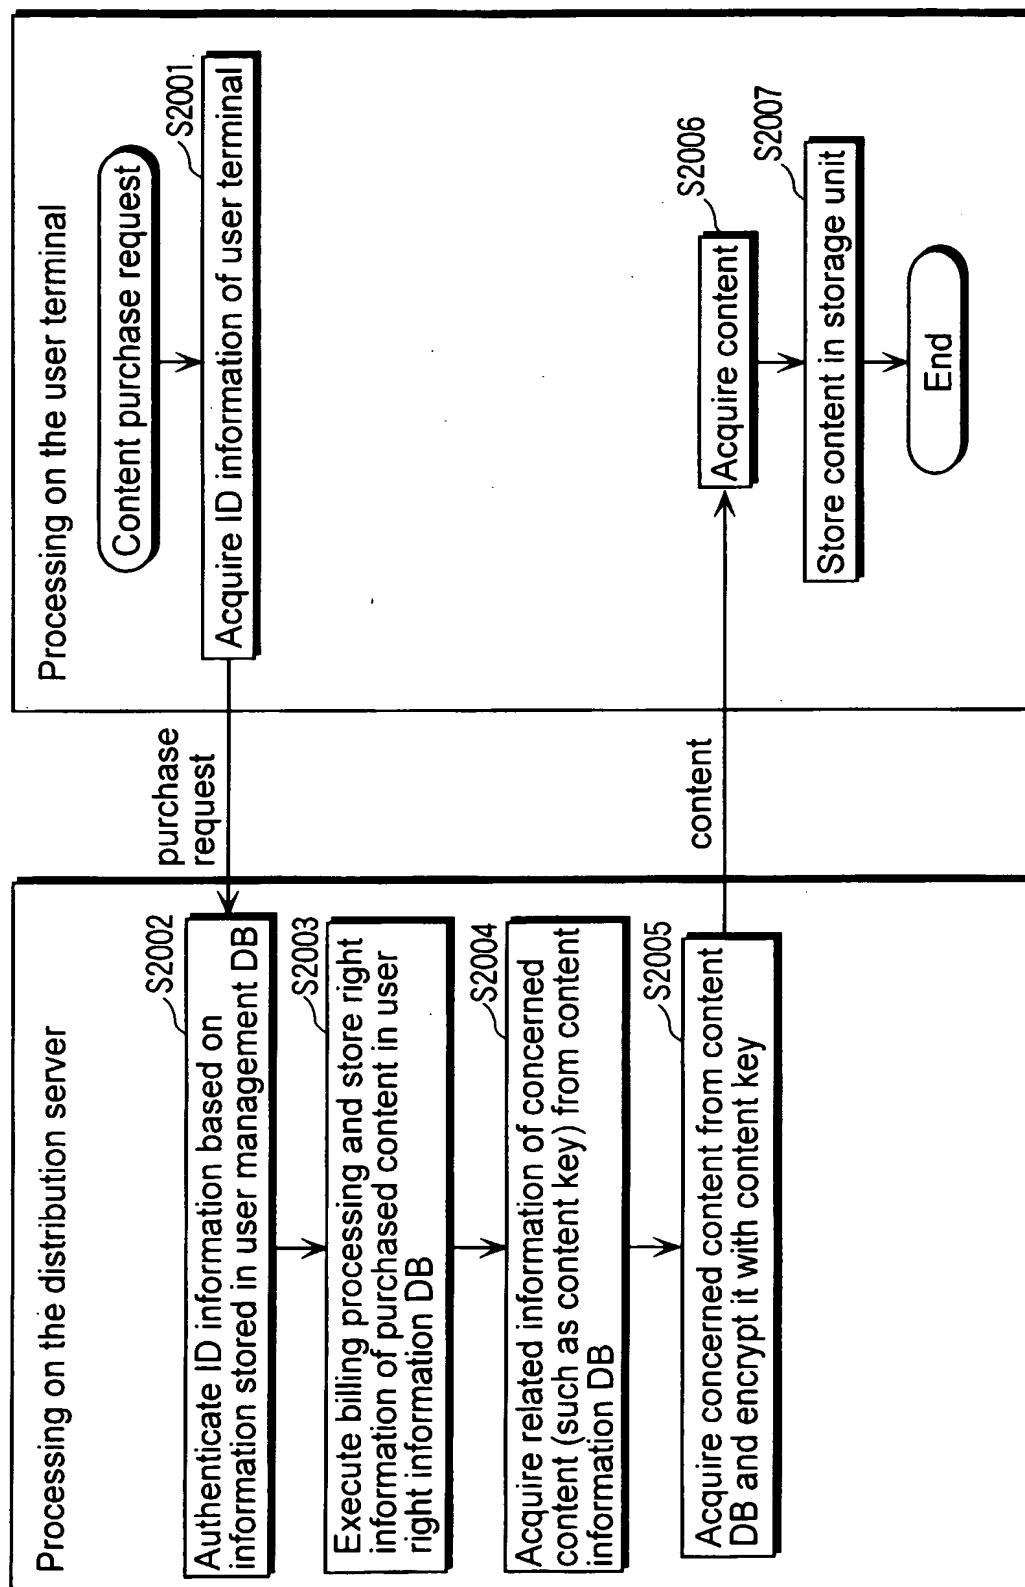 Processing on the distribution server
S2002
Authenticate ID information based on
information stored in user management DB
S2003
Execute billing processing and store right
information of purchased content in user
right information DB
S2004
Acquire related information of concerned
content (such as content key) from content
information DB
S2005
Acquire concerned content from content
DB and encrypt it with content key
purchase
request
content
Processing on the user terminal
Content purchase request
S2001
Acquire ID information of user terminal
S2006
Acquire content
S2007
Store content in storage unit
End